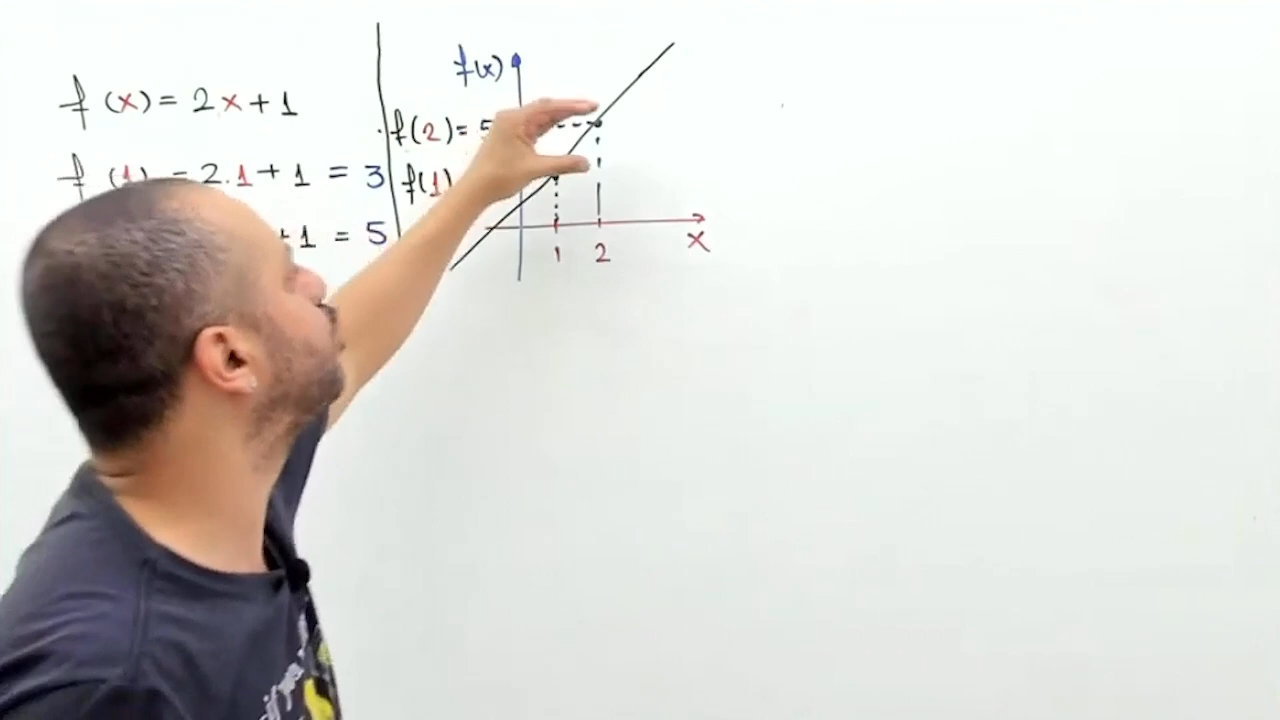 f(x) = 2x + 1
f(1) = 2.1 + 1 = 3
+1 = 5
f(x)
f(2) = 5
f(1)
1 2
x